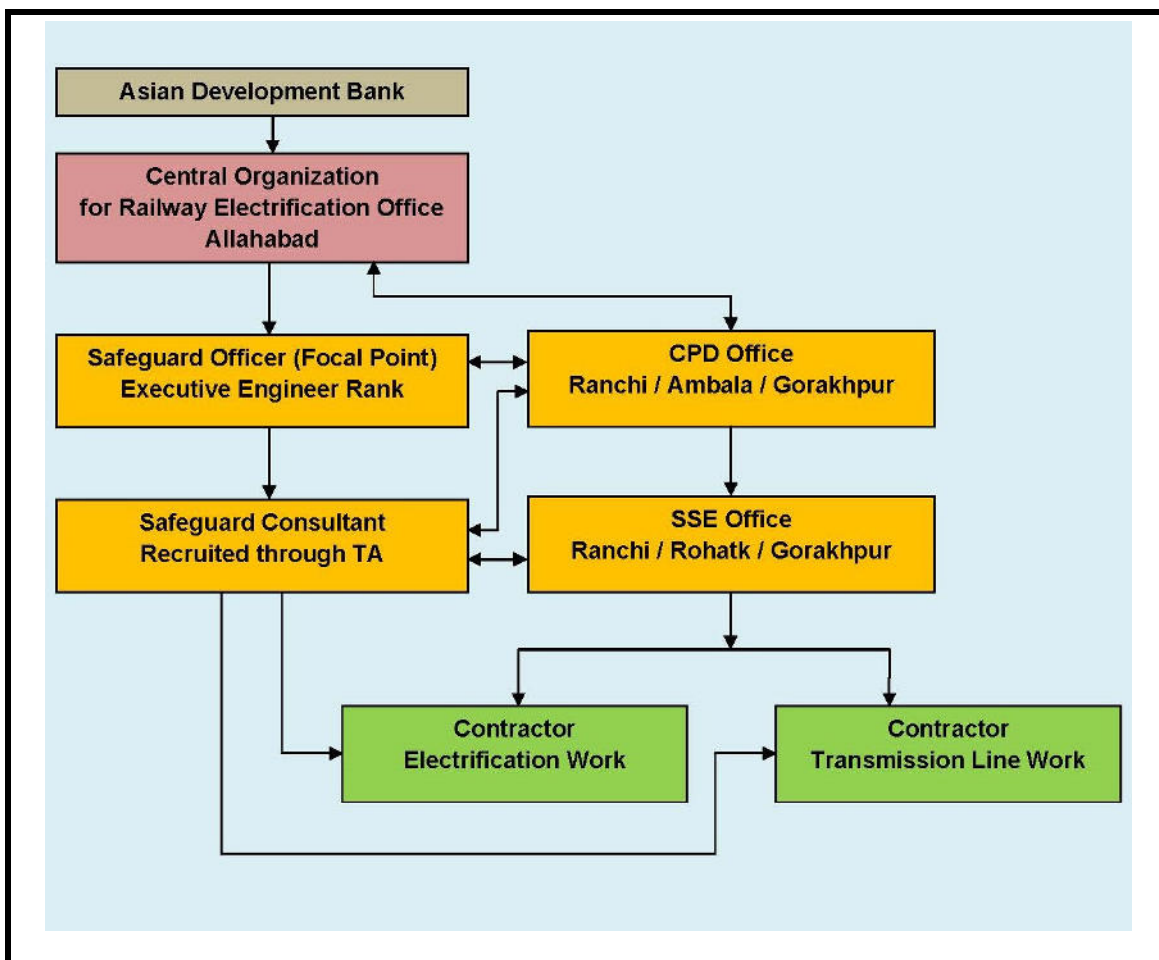 Asian Development Bank
Central Organization
for Railway Electrification Office
Allahabad
Safeguard Officer (Focal Point)
Executive Engineer Rank
CPD Office
Ranchi / Ambala / Gorakhpur
Safeguard Consultant
Recruited through TA
SSE Office
Ranchi / Rohatk / Gorakhpur
Contractor
Electrification Work
Contractor
Transmission Line Work